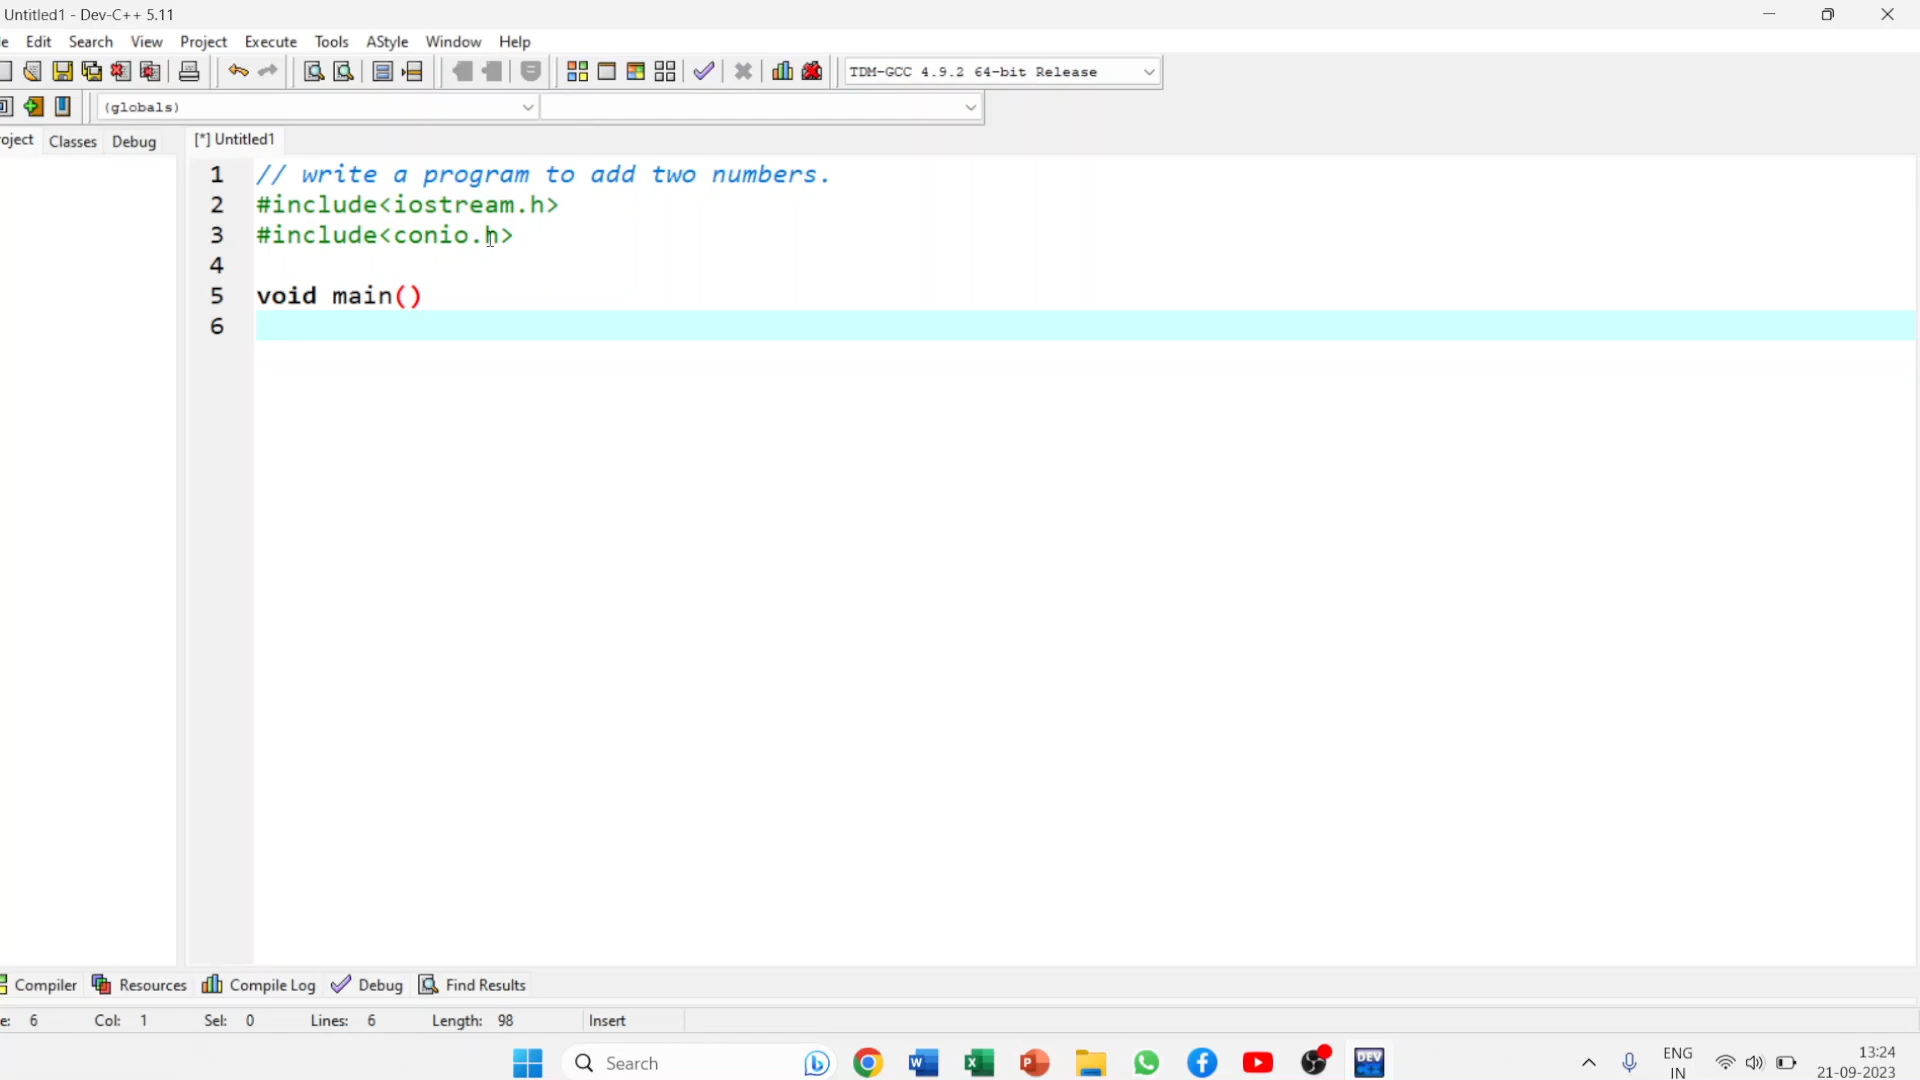 Untitled1 - Dev-C++ 5.11
le Edit Search View Project Execute Tools AStyle Window Help
TDM-GCC 4.9.2 64-bit Release
(globals)
roject Classes Debug [*] Untitled1
1 // write a program to add two numbers.
2 #include<iostream.h>
3 #include<conio.h>
4
5 void main()
6
Compiler Resources Compile Log Debug Find Results
e: 6 Col: 1 Sel: 0 Lines: 6 Length: 98 Insert
Search DEV C++ ENG 13:24
IN 21-09-2023